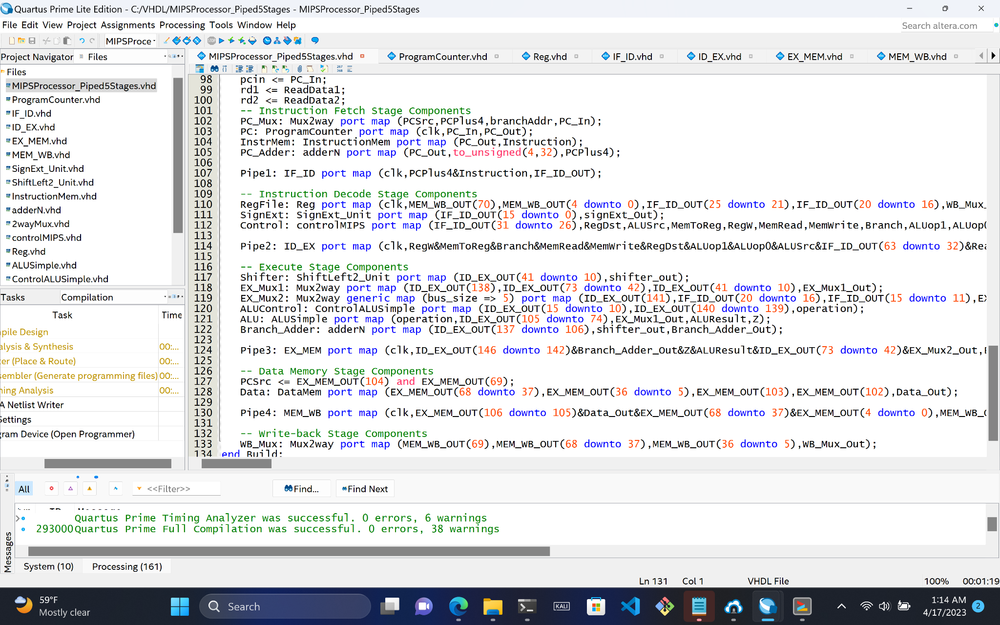 Quartus Prime Lite Edition - C:/VHDL/MIPSProcessor_Piped5Stages - MIPSProcessor_Piped5Stages
File Edit View Project Assignments Processing Tools Window Help
Search altera.com
MIPSProce
Project Navigator Files
MIPSProcessor_Piped5Stages.vhd ProgramCounter.vhd Reg.vhd IF_ID.vhd ID_EX.vhd EX_MEM.vhd MEM_WB.vhd
267
268
Files
MIPSProcessor_Piped5Stages.vhd
ProgramCounter.vhd
IF_ID.vhd
ID_EX.vhd
EX_MEM.vhd
MEM_WB.vhd
SignExt_Unit.vhd
ShiftLeft2_Unit.vhd
InstructionMem.vhd
adderN.vhd
2wayMux.vhd
controlMIPS.vhd
Reg.vhd
ALUSimple.vhd
ControlALUSimple.vhd
98 pcin <= PC_In;
99 rd1 <= ReadData1;
100 rd2 <= ReadData2;
101 -- Instruction Fetch Stage Components
102 PC_Mux: Mux2way port map (PCSrc,PCPlus4,branchAddr,PC_In);
103 PC: ProgramCounter port map (clk,PC_In,PC_Out);
104 InstrMem: InstructionMem port map (PC_Out,Instruction);
105 PC_Adder: adderN port map (PC_Out,to_unsigned(4,32),PCPlus4);
106
107 Pipe1: IF_ID port map (clk,PCPlus4&Instruction,IF_ID_OUT);
108
109 -- Instruction Decode Stage Components
110 RegFile: Reg port map (clk,MEM_WB_OUT(70),MEM_WB_OUT(4 downto 0),IF_ID_OUT(25 downto 21),IF_ID_OUT(20 downto 16),WB_Mux_
111 SignExt: SignExt_Unit port map (IF_ID_OUT(15 downto 0),signExt_Out);
112 Control: controlMIPS port map (IF_ID_OUT(31 downto 26),RegDst,ALUSrc,MemToReg,RegW,MemRead,MemWrite,Branch,ALUop1,ALUop0
113
114 Pipe2: ID_EX port map (clk,RegW&MemToReg&Branch&MemRead&MemWrite&RegDst&ALUop1&ALUop0&ALUSrc&IF_ID_OUT(63 downto 32)&Rea
115
116 -- Execute Stage Components
117 Shifter: ShiftLeft2_Unit port map (ID_EX_OUT(41 downto 10),shifter_out);
118 EX_Mux1: Mux2way port map (ID_EX_OUT(138),ID_EX_OUT(73 downto 42),ID_EX_OUT(41 downto 10),EX_Mux1_Out);
119 EX_Mux2: Mux2way generic map (bus_size => 5) port map (ID_EX_OUT(141),IF_ID_OUT(20 downto 16),IF_ID_OUT(15 downto 11),EX
120 ALUControl: ControlALUSimple port map (ID_EX_OUT(15 downto 10),ID_EX_OUT(140 downto 139),operation);
121 ALU: ALUSimple port map (operation,ID_EX_OUT(105 downto 74),EX_Mux1_Out,ALUResult,Z);
122 Branch_Adder: adderN port map (ID_EX_OUT(137 downto 106),shifter_out,Branch_Adder_Out);
123
124 Pipe3: EX_MEM port map (clk,ID_EX_OUT(146 downto 142)&Branch_Adder_Out&Z&ALUResult&ID_EX_OUT(73 downto 42)&EX_Mux2_Out,E
125
126 -- Data Memory Stage Components
127 PCSrc <= EX_MEM_OUT(104) and EX_MEM_OUT(69);
128 Data: DataMem port map (EX_MEM_OUT(68 downto 37),EX_MEM_OUT(36 downto 5),EX_MEM_OUT(103),EX_MEM_OUT(102),Data_Out);
129
130 Pipe4: MEM_WB port map (clk,EX_MEM_OUT(106 downto 105)&Data_Out&EX_MEM_OUT(68 downto 37)&EX_MEM_OUT(4 downto 0),MEM_WB_O
131
132 -- Write-back Stage Components
133 WB_Mux: Mux2way port map (MEM_WB_OUT(69),MEM_WB_OUT(68 downto 37),MEM_WB_OUT(36 downto 5),WB_Mux_Out);
134 end Build;
Tasks Compilation
Task Time
pile Design
alysis & Synthesis 00:...
ter (Place & Route) 00:...
sembler (Generate programming files) 00:...
ning Analysis 00:...
A Netlist Writer
Settings
gram Device (Open Programmer)
All <<Filter>> Find... Find Next
ID Message
Quartus Prime Timing Analyzer was successful. 0 errors, 6 warnings
293000 Quartus Prime Full Compilation was successful. 0 errors, 38 warnings
Messages
System (10) Processing (161)
Ln 131 Col 1 VHDL File 100% 00:01:19
59°F
Mostly clear
Search
KALI
1:14 AM
4/17/2023
2